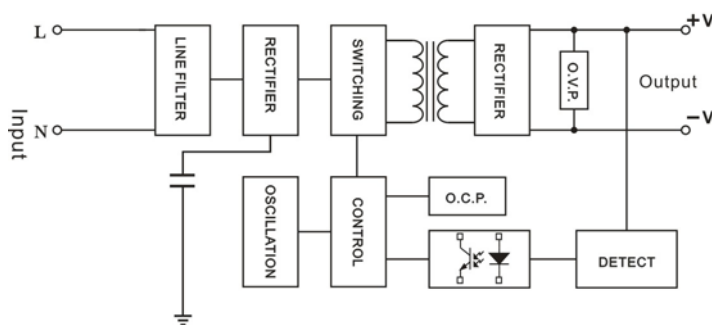 L
N
Input
LINE FILTER
RECTIFIER
SWITCHING
RECTIFIER
O.V.P.
+V
Output
-V
OSCILLATION
CONTROL
O.C.P.
DETECT